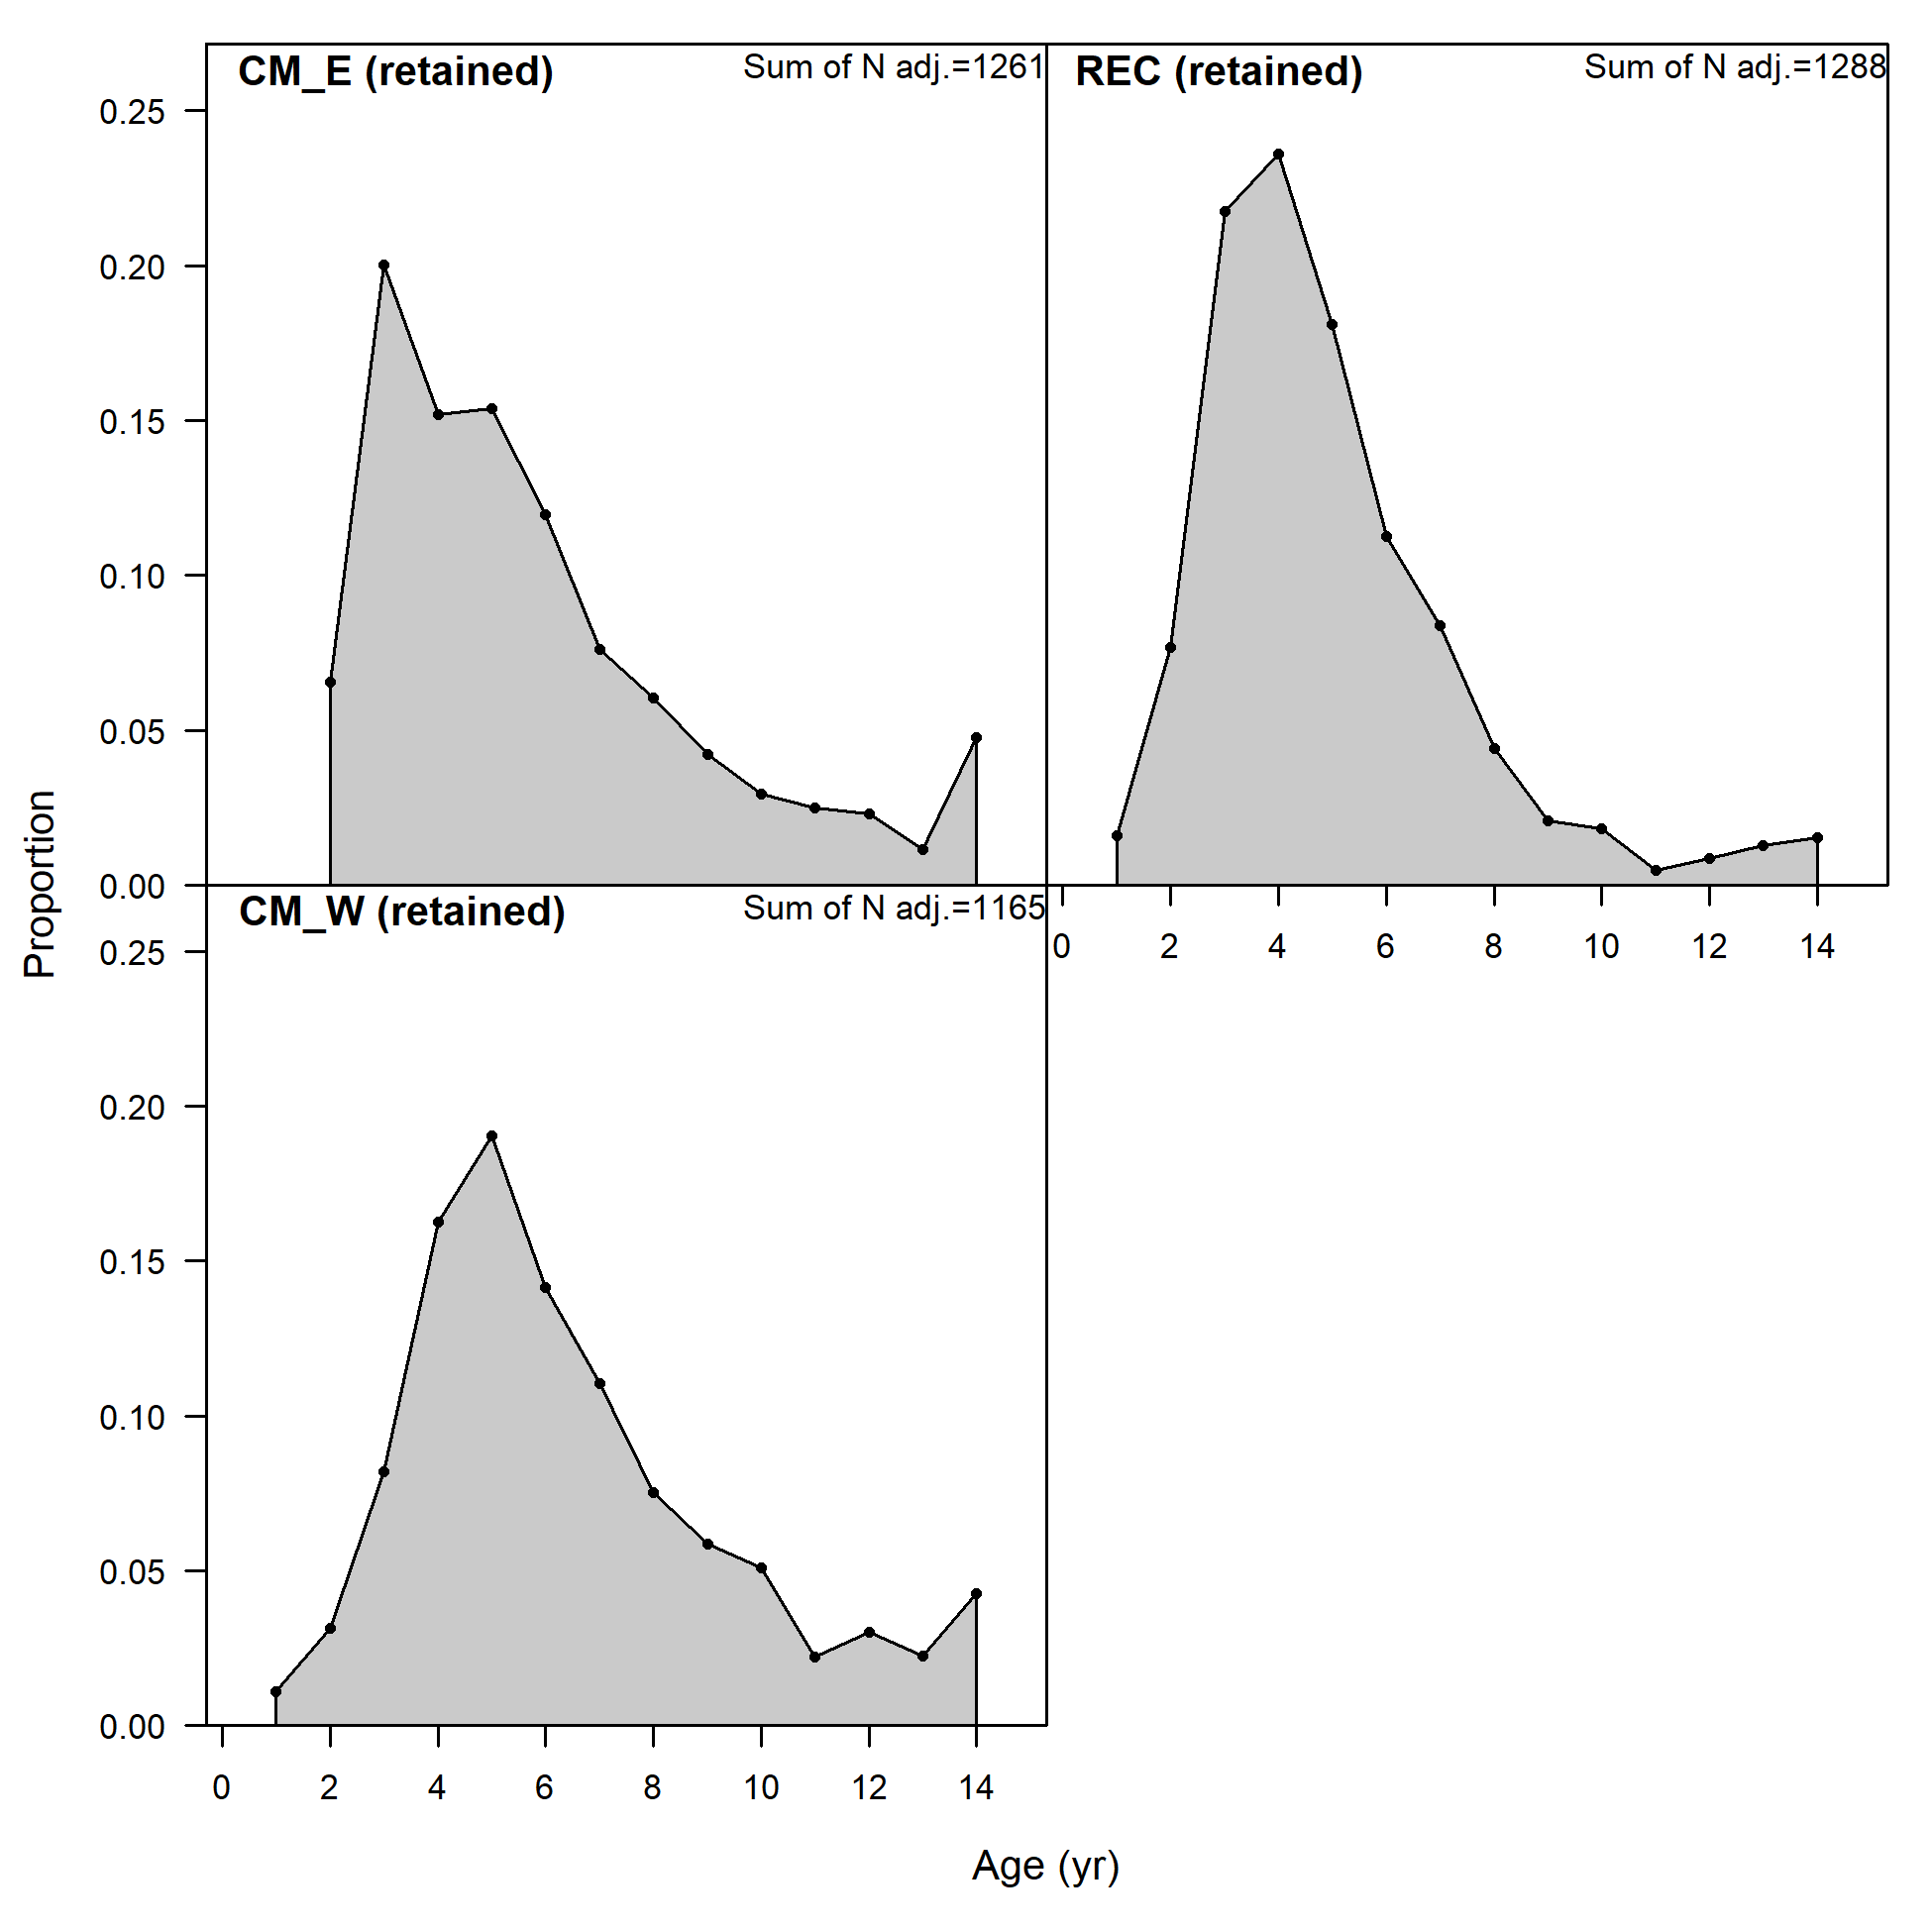 CM_E (retained)
Sum of N adj.=1261
REC (retained)
Sum of N adj.=1288
0.25
0.20
0.15
0.10
0.05
0.00
CM_W (retained)
Sum of N adj.=1165
0 2 4 6 8 10 12 14
0.25
0.20
0.15
0.10
0.05
0.00
0 2 4 6 8 10 12 14
Proportion
Age (yr)